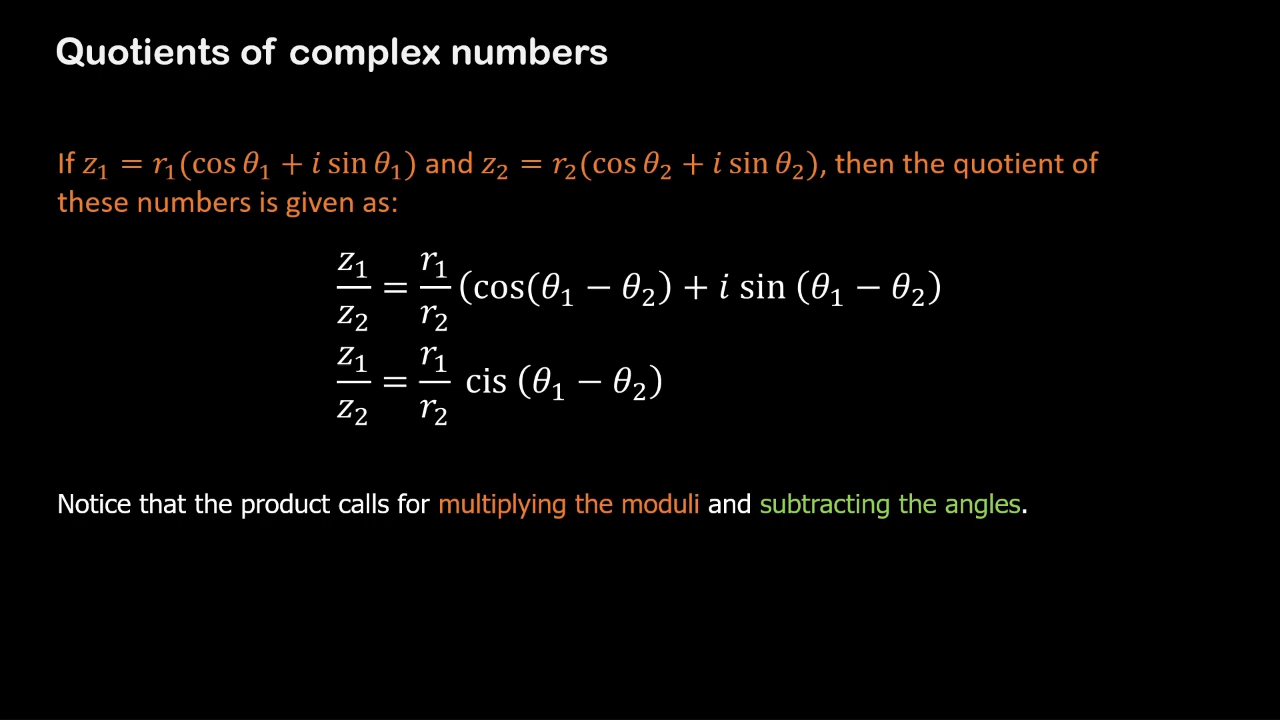 Quotients of complex numbers
If z₁ = r₁(cos θ₁ + i sin θ₁) and z₂ = r₂(cos θ₂ + i sin θ₂), then the quotient of
these numbers is given as:
z₁/z₂ = r₁/r₂ (cos(θ₁ − θ₂) + i sin (θ₁ − θ₂)
z₁/z₂ = r₁/r₂ cis (θ₁ − θ₂)
Notice that the product calls for multiplying the moduli and subtracting the angles.